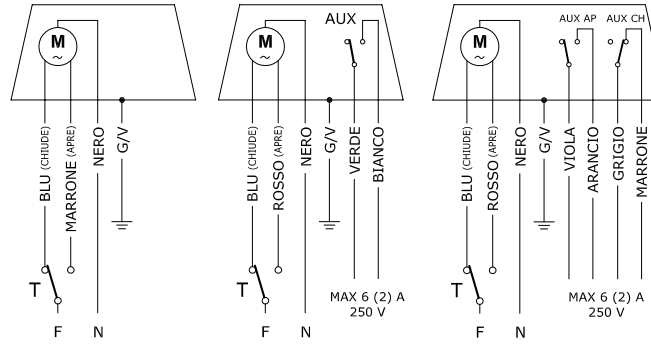 M
~
BLU (CHIUDE)
MARRONE (APRE)
NERO
G/V
T
F
N
AUX
M
~
BLU (CHIUDE)
ROSSO (APRE)
NERO
G/V
VERDE
BIANCO
T
F
N
MAX 6 (2) A
250 V
AUX AP
AUX CH
M
~
BLU (CHIUDE)
ROSSO (APRE)
NERO
G/V
VIOLA
ARANCIO
GRIGIO
MARRONE
T
F
N
MAX 6 (2) A
250 V